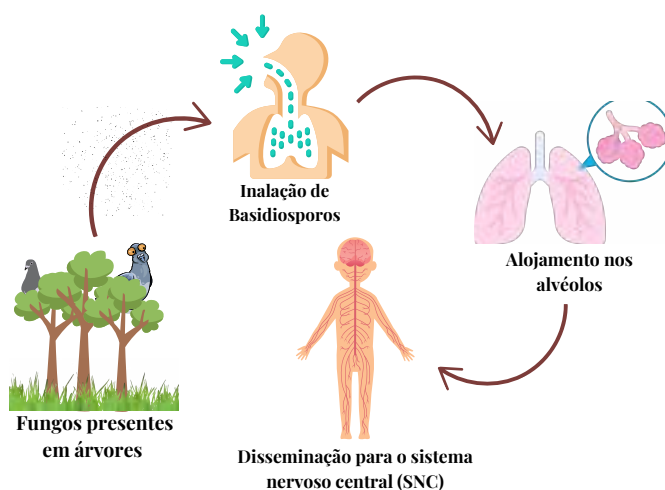 Inalação de
Basidiosporos
Alojamento nos
alvéolos
Fungos presentes
em árvores
Disseminação para o sistema
nervoso central (SNC)